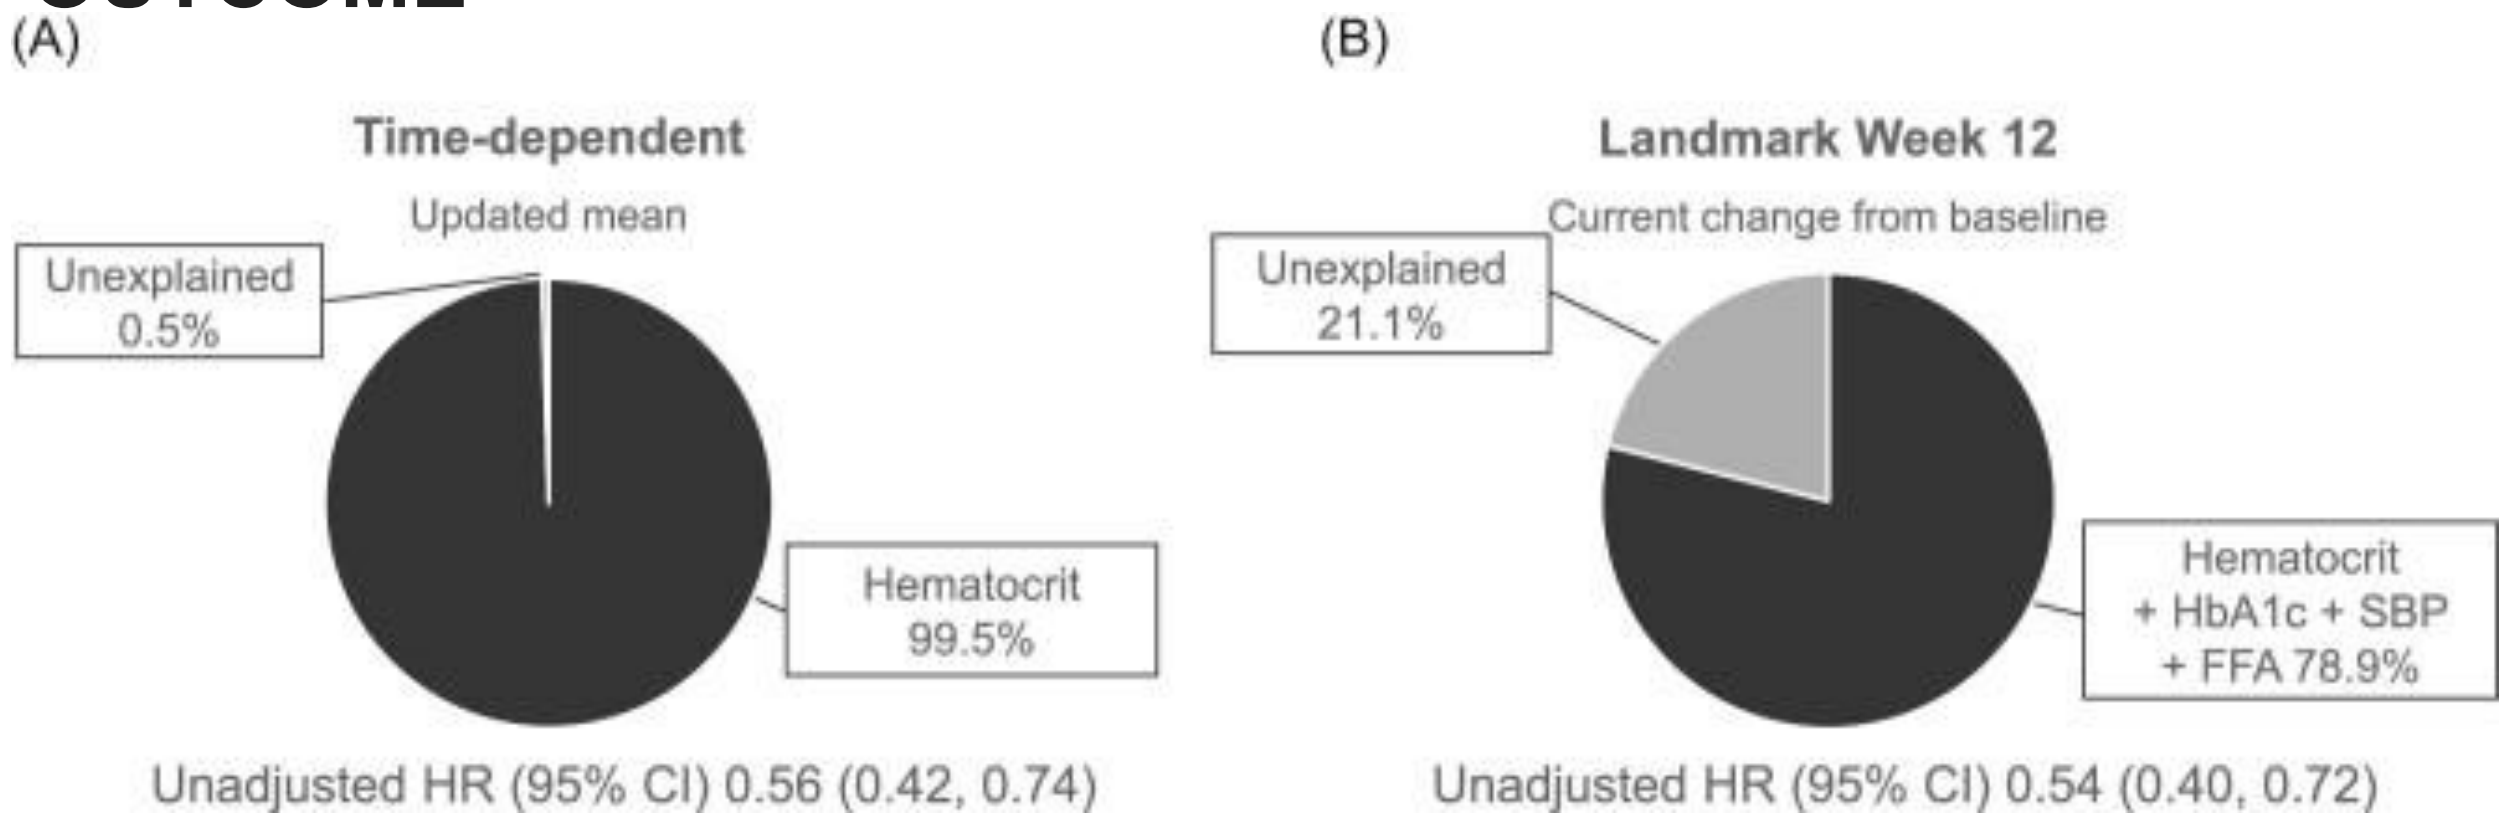 (A)
Time-dependent
Updated mean
Unexplained
0.5%
Hematocrit
99.5%
Unadjusted HR (95% CI) 0.56 (0.42, 0.74)
(B)
Landmark Week 12
Current change from baseline
Unexplained
21.1%
Hematocrit
+ HbA1c + SBP
+ FFA 78.9%
Unadjusted HR (95% CI) 0.54 (0.40, 0.72)